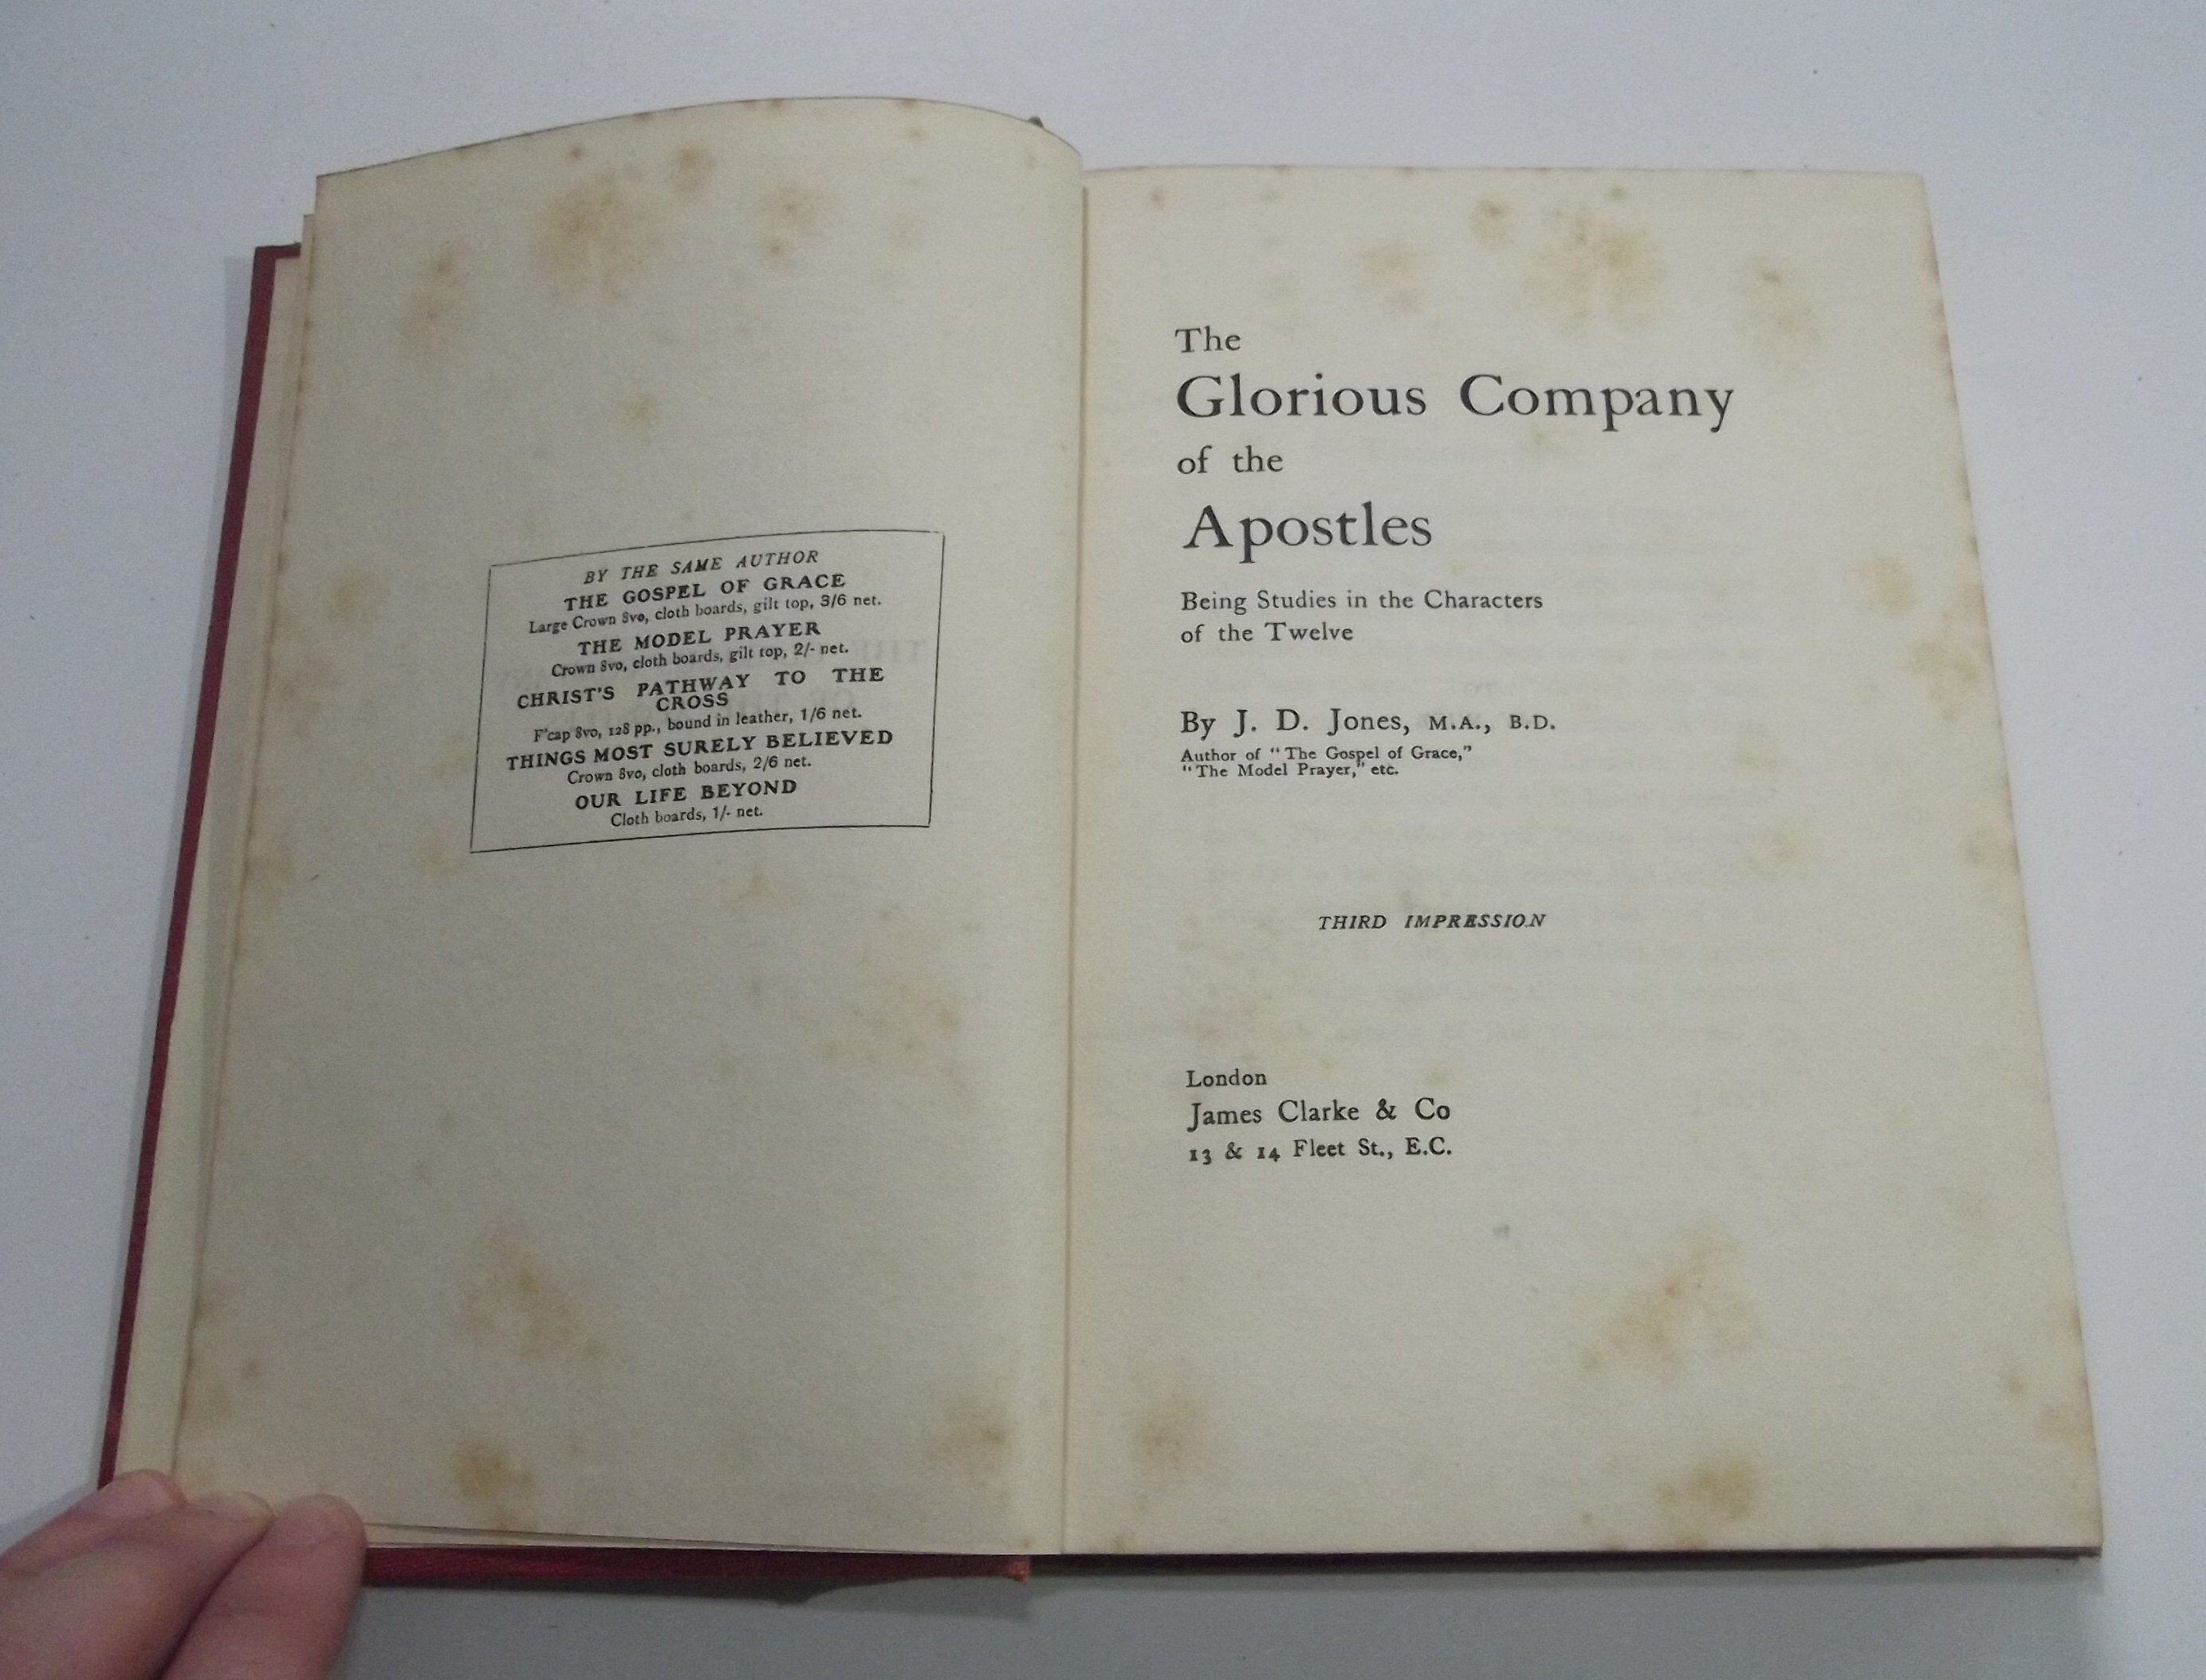 BY THE SAME AUTHOR
THE GOSPEL OF GRACE
Large Crown 8vo, cloth boards, gilt top, 3/6 net.
THE MODEL PRAYER
Crown 8vo, cloth boards, gilt top, 2/- net.
CHRIST'S PATHWAY TO THE
CROSS
F'cap 8vo, 128 pp., bound in leather, 1/6 net.
THINGS MOST SURELY BELIEVED
Crown 8vo, cloth boards, 2/6 net.
OUR LIFE BEYOND
Cloth boards, 1/- net.
The
Glorious Company
of the
Apostles
Being Studies in the Characters
of the Twelve
By J. D. Jones, M.A., B.D.
Author of "The Gospel of Grace,"
"The Model Prayer," etc.
THIRD IMPRESSION
London
James Clarke & Co
13 & 14 Fleet St., E.C.